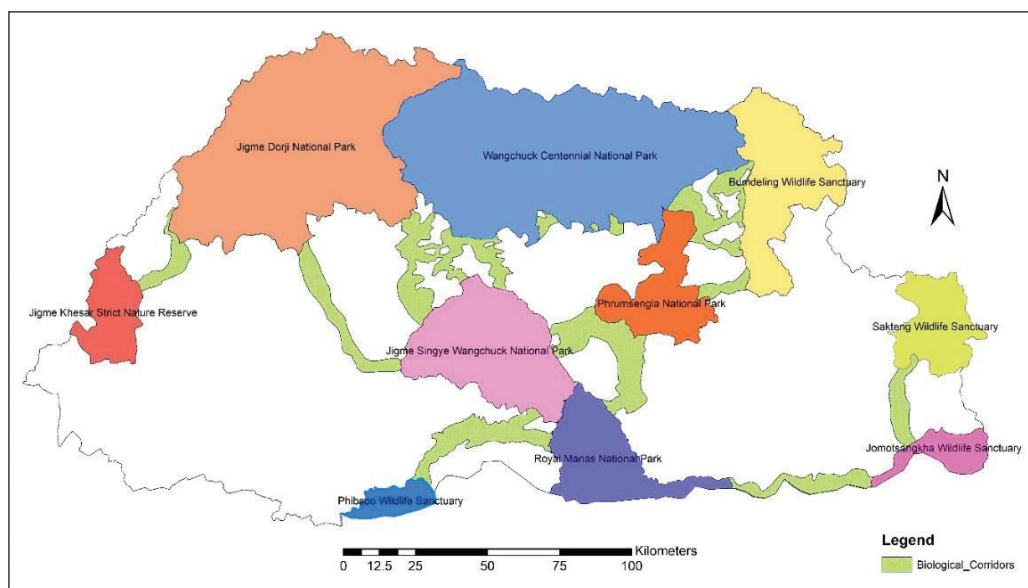 Jigme Dorji National Park
Wangchuck Centennial National Park
Bumdeling Wildlife Sanctuary
N
Jigme Khesar Strict Nature Reserve
Phrumsengla National Park
Sakteng Wildlife Sanctuary
Jigme Singye Wangchuck National Park
Royal Manas National Park
Jomotsangkha Wildlife Sanctuary
Phibsoo Wildlife Sanctuary
Kilometers
0 12.5 25 50 75 100
Legend
Biological_Corridors